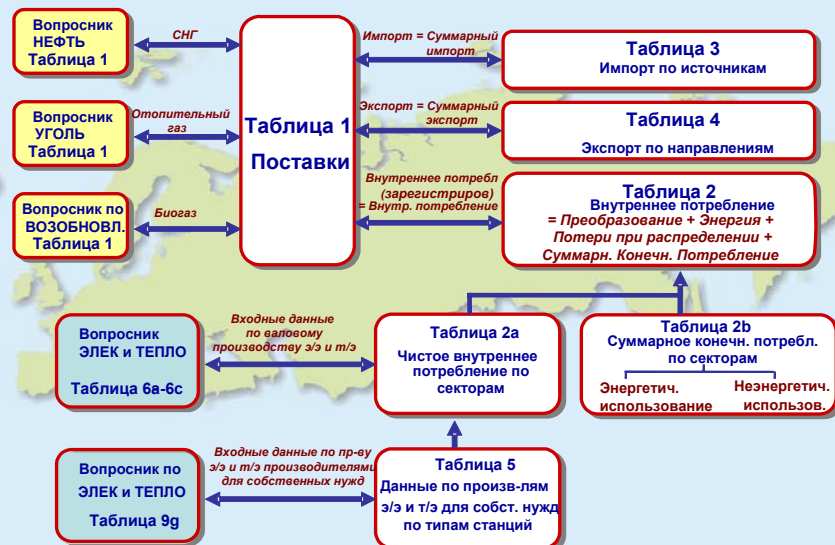 Вопросник
НЕФТЬ
Таблица 1
СНГ
Вопросник
УГОЛЬ
Таблица 1
Отопительный
газ
Вопросник по
ВОЗОБНОВЛ.
Таблица 1
Биогаз
Таблица 1
Поставки
Импорт = Суммарный
импорт
Таблица 3
Импорт по источникам
Экспорт = Суммарный
экспорт
Таблица 4
Экспорт по направлениям
Внутреннее потребл
(зарегистриров)
= Внутр. потребление
Таблица 2
Внутреннее потребление
= Преобразование + Энергия +
Потери при распределении +
Суммарн. Конечн. Потребление
Вопросник
ЭЛЕК и ТЕПЛО
Таблица 6a-6c
Входные данные
по валовому
производству э/э и т/э
Таблица 2a
Чистое внутреннее
потребление по
секторам
Таблица 2b
Суммарное конечн. потребл.
по секторам
Энергетич.
использование
Неэнергетич.
использов.
Вопросник по
ЭЛЕК и ТЕПЛО
Таблица 9g
Входные данные по пр-ву
э/э и т/э производителями
для собственных нужд
Таблица 5
Данные по произв-лям
э/э и т/э для собст. нужд
по типам станций